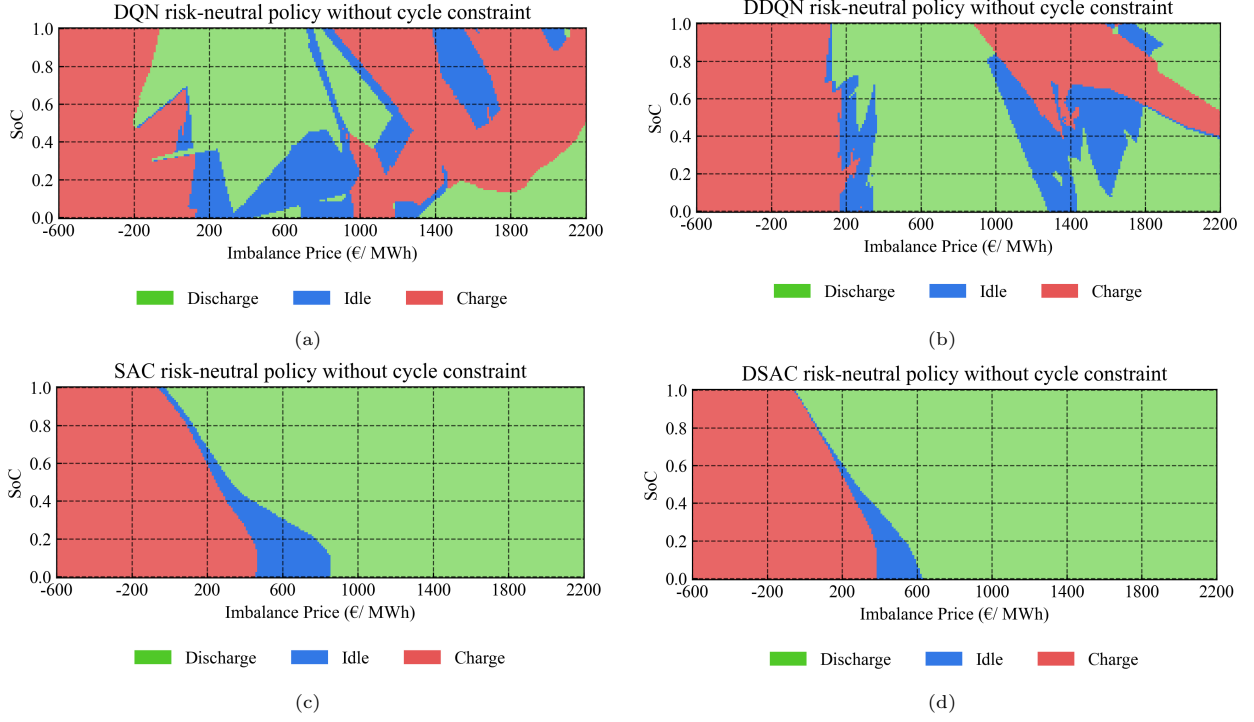 DQN risk-neutral policy without cycle constraint
1.0
0.8
0.6
0.4
0.2
0.0
SoC
-600 -200 200 600 1000 1400 1800 2200
Imbalance Price (€/ MWh)
Discharge Idle Charge
(a)
DDQN risk-neutral policy without cycle constraint
1.0
0.8
0.6
0.4
0.2
0.0
SoC
-600 -200 200 600 1000 1400 1800 2200
Imbalance Price (€/ MWh)
Discharge Idle Charge
(b)
SAC risk-neutral policy without cycle constraint
1.0
0.8
0.6
0.4
0.2
0.0
SoC
-600 -200 200 600 1000 1400 1800 2200
Imbalance Price (€/ MWh)
Discharge Idle Charge
(c)
DSAC risk-neutral policy without cycle constraint
1.0
0.8
0.6
0.4
0.2
0.0
SoC
-600 -200 200 600 1000 1400 1800 2200
Imbalance Price (€/ MWh)
Discharge Idle Charge
(d)